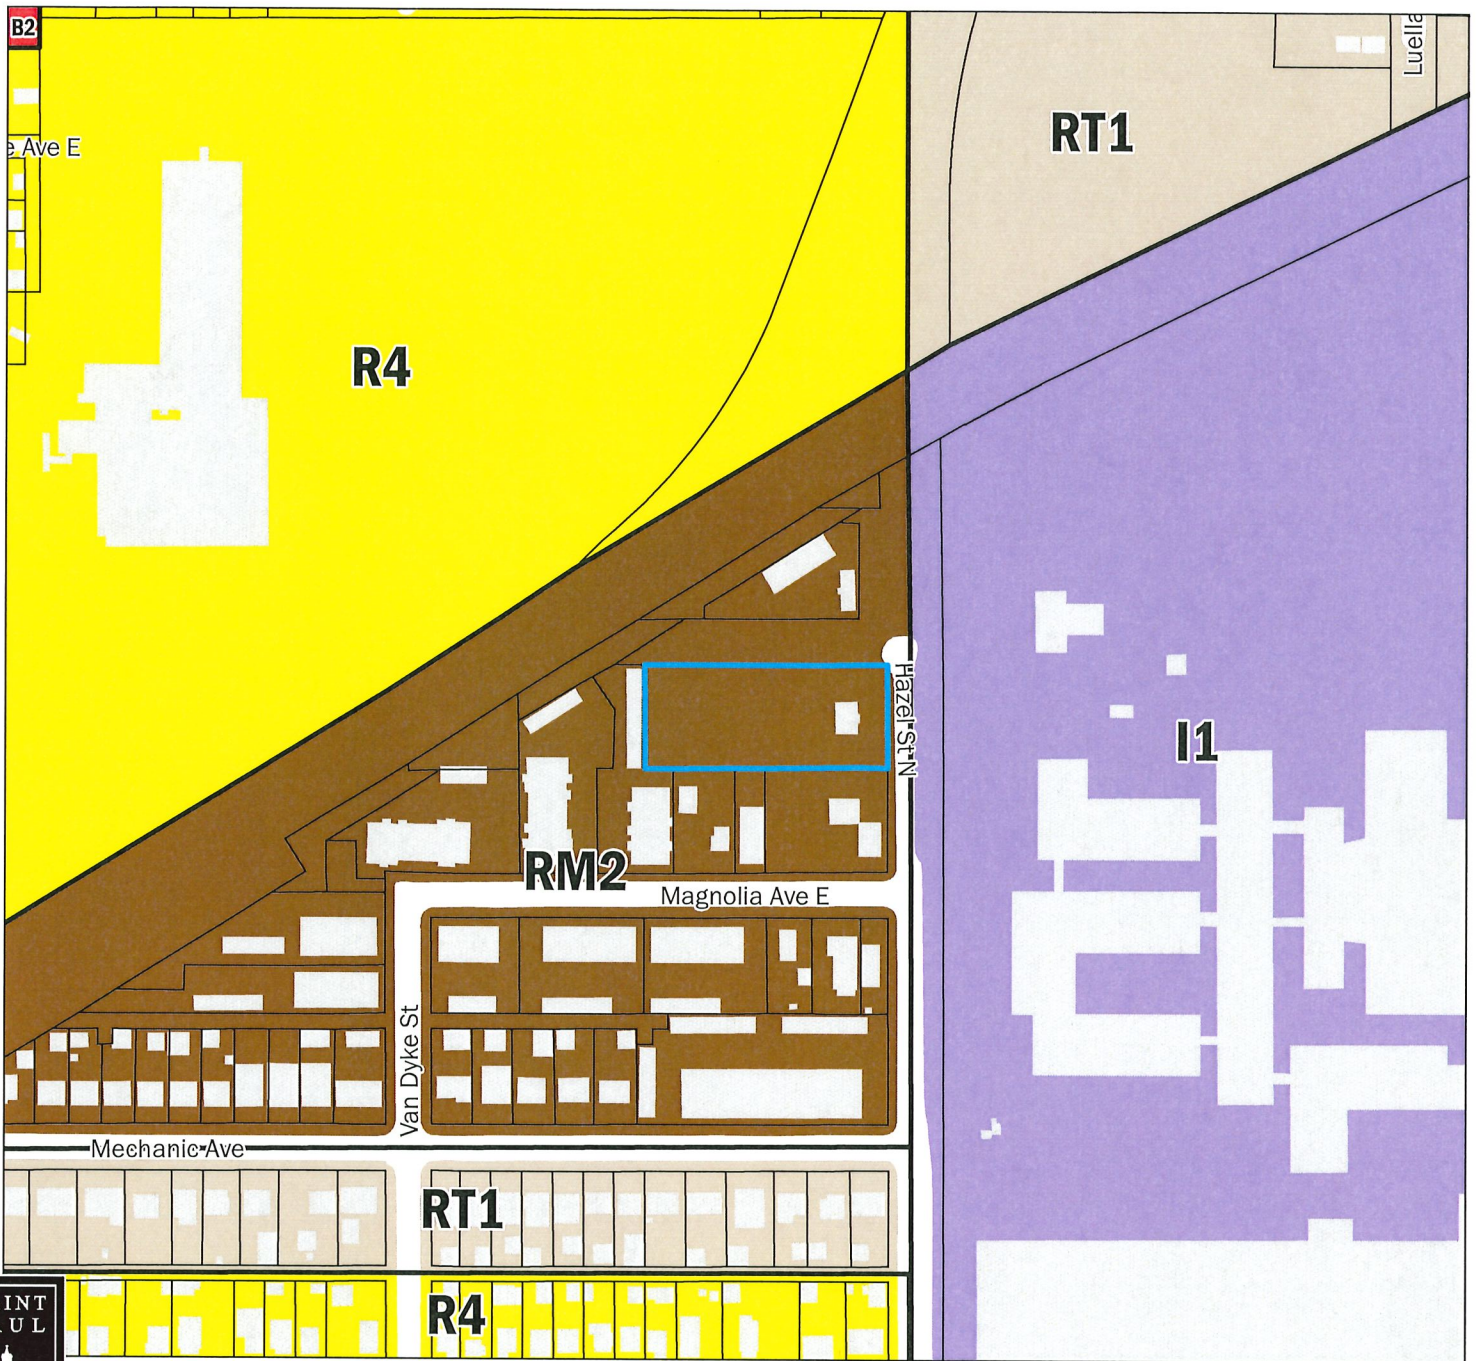 B2
Luella
RT1
e Ave E
R4
Hazel St N
I1
RM2
Magnolia Ave E
Van Dyke St
Mechanic Ave
RT1
R4
INT
UL